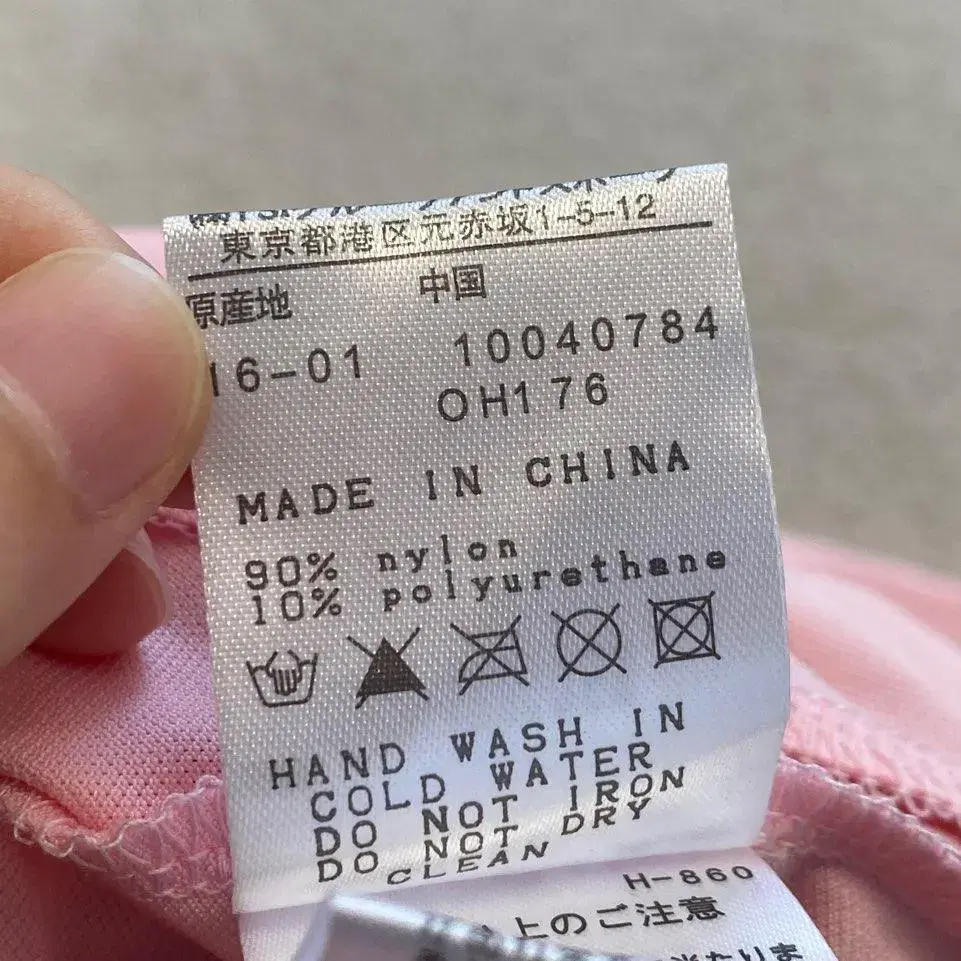 東京都港区元赤坂1-5-12
原産地 中国
16-01 10040784
OH176
MADE IN CHINA
90% nylon
10% polyurethane
HAND WASH IN
COLD WATER
DO NOT IRON
DO NOT DRY
CLEAN
H-860
上のご注意